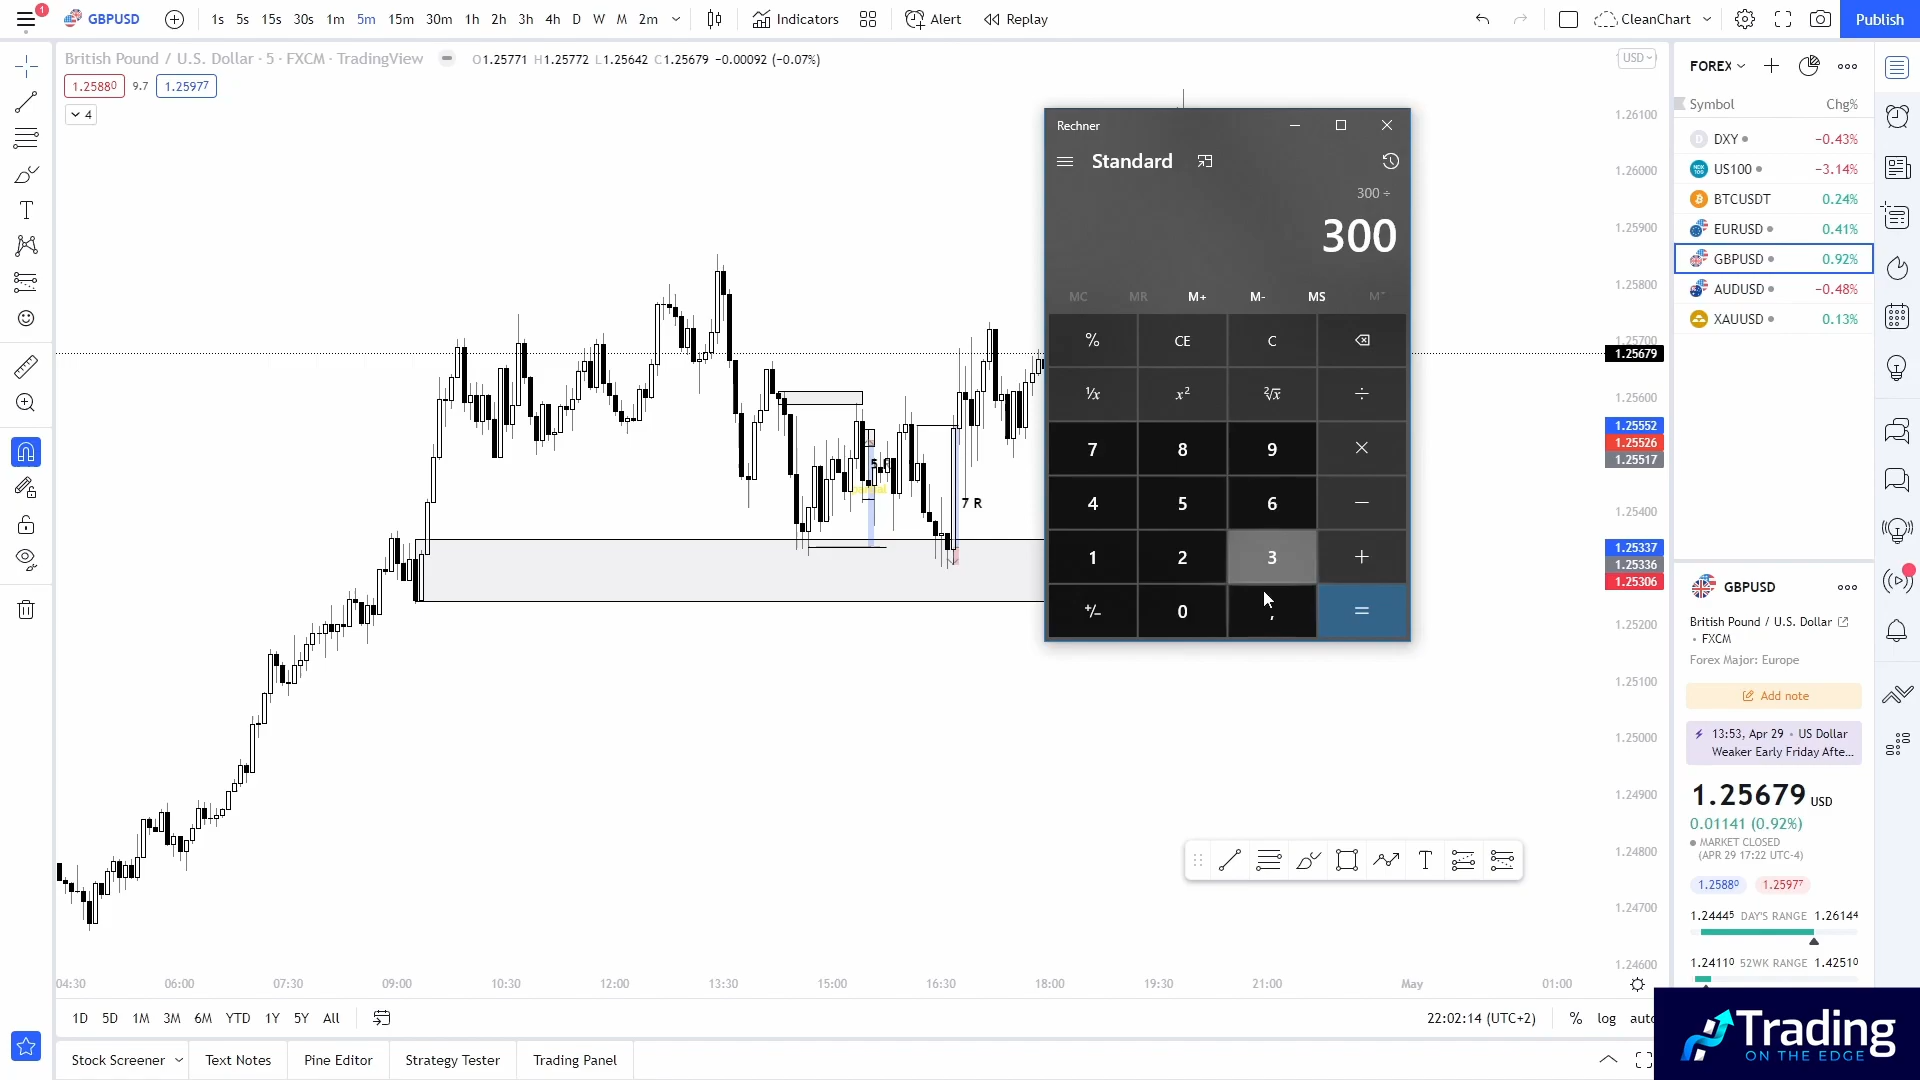 1
GBPUSD
1s 5s 15s 30s 1m 5m 15m 30m 1h 2h 3h 4h D W M 2m
Indicators
Alert
Replay
CleanChart
Publish
British Pound / U.S. Dollar · 5 · FXCM · TradingView
O1.25771 H1.25772 L1.25642 C1.25679 −0.00092 (−0.07%)
1.25880 9.7 1.25977
4
USD
1.26100
1.26000
1.25900
1.25800
1.25700
1.25679
1.25600
1.25552
1.25526
1.25517
1.25400
1.25337
1.25336
1.25306
1.25200
1.25100
1.25000
1.24900
1.24800
1.24700
1.24600
5 R
7 R
Rechner
Standard
300 ÷
300
MC MR M+ M- MS M˅
% CE C
¹/x x² ²√x ÷
7 8 9 ×
4 5 6 −
1 2 3 +
+/− 0 , =
04:30 06:00 07:30 09:00 10:30 12:00 13:30 15:00 16:30 18:00 19:30 21:00 May 01:00
1D 5D 1M 3M 6M YTD 1Y 5Y All
22:02:14 (UTC+2) % log auto
Stock Screener Text Notes Pine Editor Strategy Tester Trading Panel
FOREX
Symbol Chg%
DXY −0.43%
US100 −3.14%
BTCUSDT 0.24%
EURUSD 0.41%
GBPUSD 0.92%
AUDUSD −0.48%
XAUUSD 0.13%
GBPUSD
British Pound / U.S. Dollar
• FXCM
Forex Major: Europe
Add note
13:53, Apr 29 • US Dollar
Weaker Early Friday Afte...
1.25679 USD
0.01141 (0.92%)
MARKET CLOSED
(APR 29 17:22 UTC-4)
1.25880 1.25977
1.24445 DAY'S RANGE 1.26144
1.24110 52WK RANGE 1.42510
Trading
ON THE EDGE